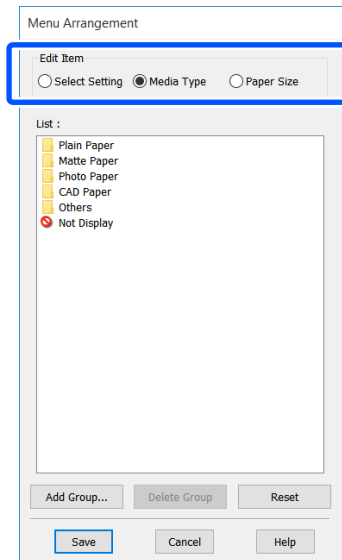 Menu Arrangement
Edit Item
Select Setting Media Type Paper Size
List :
Plain Paper
Matte Paper
Photo Paper
CAD Paper
Others
Not Display
Add Group... Delete Group Reset
Save Cancel Help